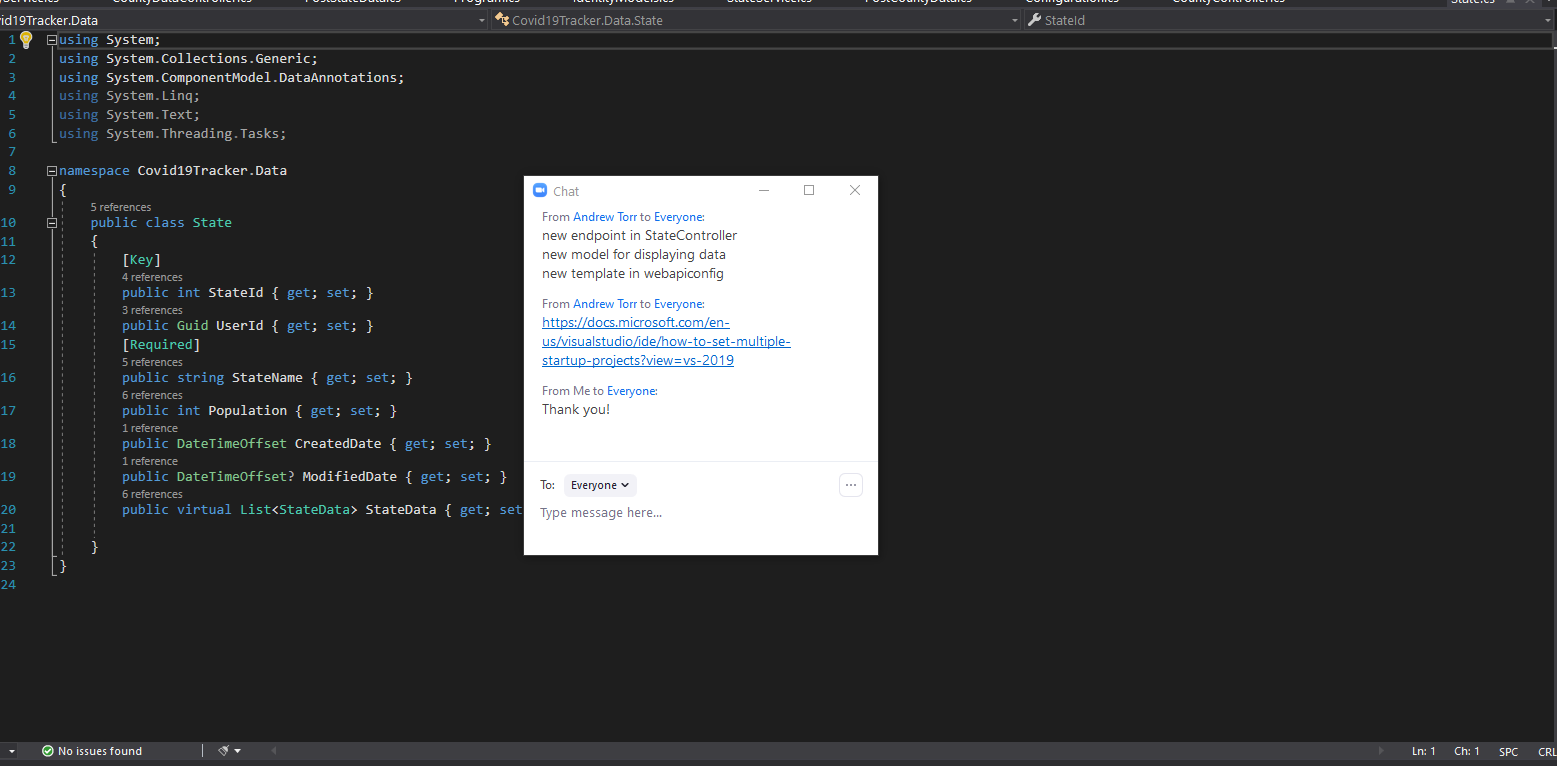 Covid19Tracker.Data
Covid19Tracker.Data.State
StateId
1 using System;
2 using System.Collections.Generic;
3 using System.ComponentModel.DataAnnotations;
4 using System.Linq;
5 using System.Text;
6 using System.Threading.Tasks;
7
8 namespace Covid19Tracker.Data
9 {
5 references
10 public class State
11 {
12 [Key]
4 references
13 public int StateId { get; set; }
3 references
14 public Guid UserId { get; set; }
15 [Required]
5 references
16 public string StateName { get; set; }
6 references
17 public int Population { get; set; }
1 reference
18 public DateTimeOffset CreatedDate { get; set; }
1 reference
19 public DateTimeOffset? ModifiedDate { get; set; }
6 references
20 public virtual List<StateData> StateData { get; set
21
22 }
23 }
24
Chat
From Andrew Torr to Everyone:
new endpoint in StateController
new model for displaying data
new template in webapiconfig
From Andrew Torr to Everyone:
https://docs.microsoft.com/en-
us/visualstudio/ide/how-to-set-multiple-
startup-projects?view=vs-2019
From Me to Everyone:
Thank you!
To: Everyone
Type message here...
No issues found
Ln: 1 Ch: 1 SPC CRL